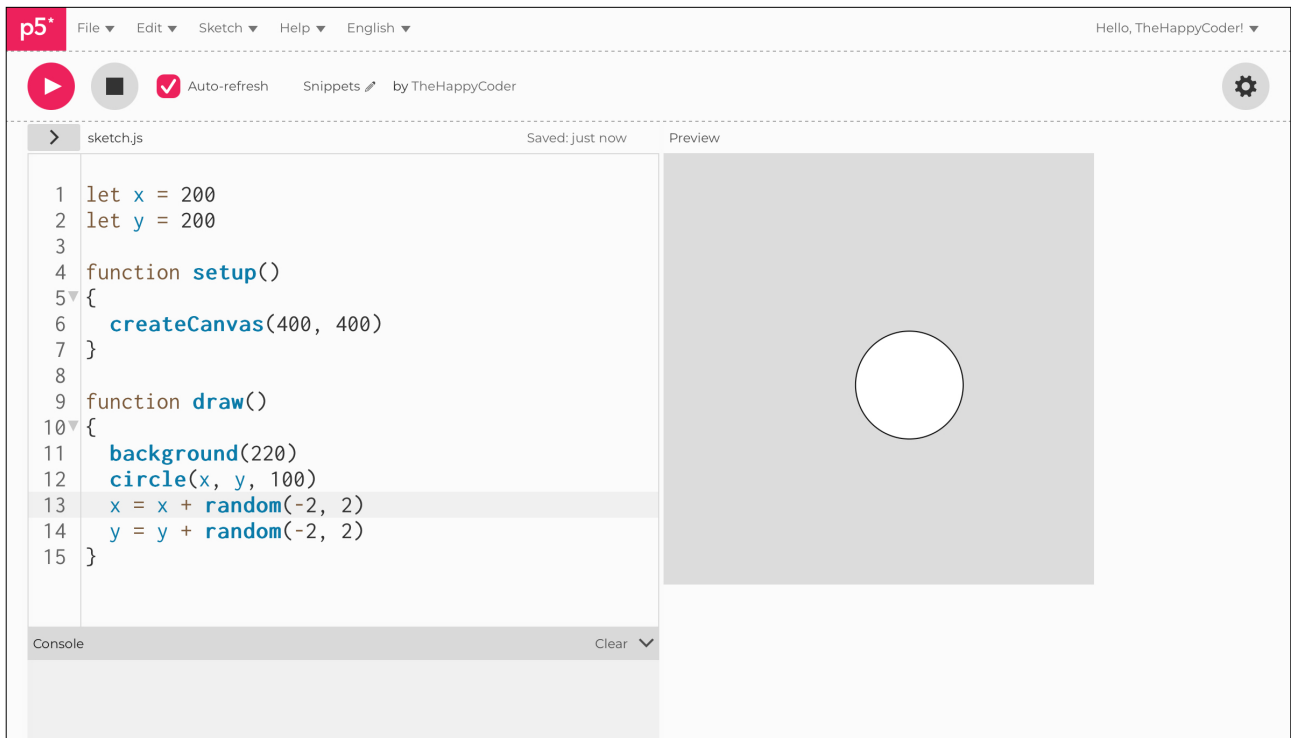 p5* File Edit Sketch Help English Hello, TheHappyCoder!
Auto-refresh Snippets by TheHappyCoder
sketch.js Saved: just now Preview
1 let x = 200
2 let y = 200
3
4 function setup()
5 {
6   createCanvas(400, 400)
7 }
8
9 function draw()
10 {
11   background(220)
12   circle(x, y, 100)
13   x = x + random(-2, 2)
14   y = y + random(-2, 2)
15 }
Console Clear